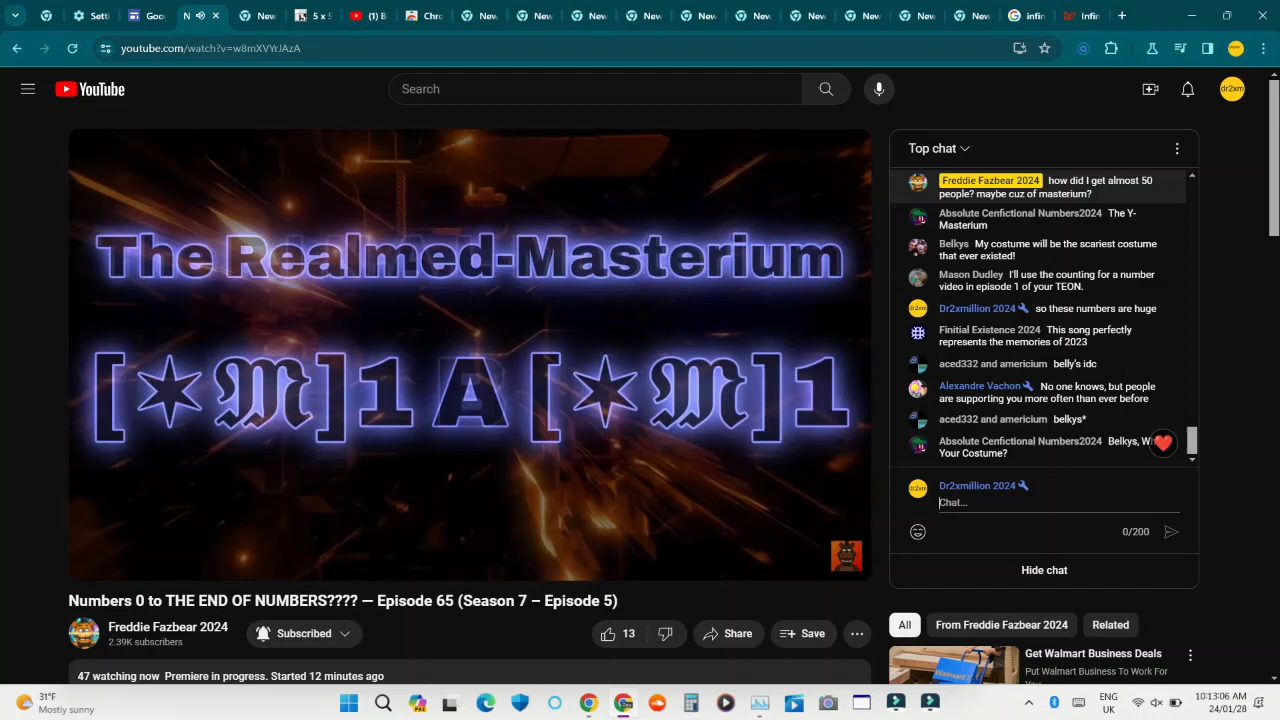 Setti
Goo
N
New
5 x 5
(1) B
Chro
New
New
New
New
New
New
New
New
New
New
infin
Infin
youtube.com/watch?v=w8mXVYrJAzA
YouTube
Search
dr2xm
The Realmed-Masterium
[✶𝔐]1 A [✶𝔐]1
Numbers 0 to THE END OF NUMBERS???? — Episode 65 (Season 7 – Episode 5)
Freddie Fazbear 2024
2.39K subscribers
Subscribed
13
Share
Save
47 watching now Premiere in progress. Started 12 minutes ago
Top chat
Freddie Fazbear 2024 how did I get almost 50
people? maybe cuz of masterium?
Absolute Cenfictional Numbers2024 The Y-
Masterium
Belkys My costume will be the scariest costume
that ever existed!
Mason Dudley I'll use the counting for a number
video in episode 1 of your TEON.
Dr2xmillion 2024 so these numbers are huge
Finitial Existence 2024 This song perfectly
represents the memories of 2023
aced332 and americium belly's idc
Alexandre Vachon No one knows, but people
are supporting you more often than ever before
aced332 and americium belkys*
Absolute Cenfictional Numbers2024 Belkys, W
Your Costume?
Dr2xmillion 2024
Chat...
0/200
Hide chat
All
From Freddie Fazbear 2024
Related
Get Walmart Business Deals
Put Walmart Business To Work For
31°F
Mostly sunny
ENG
UK
10:13:06 AM
24/01/28